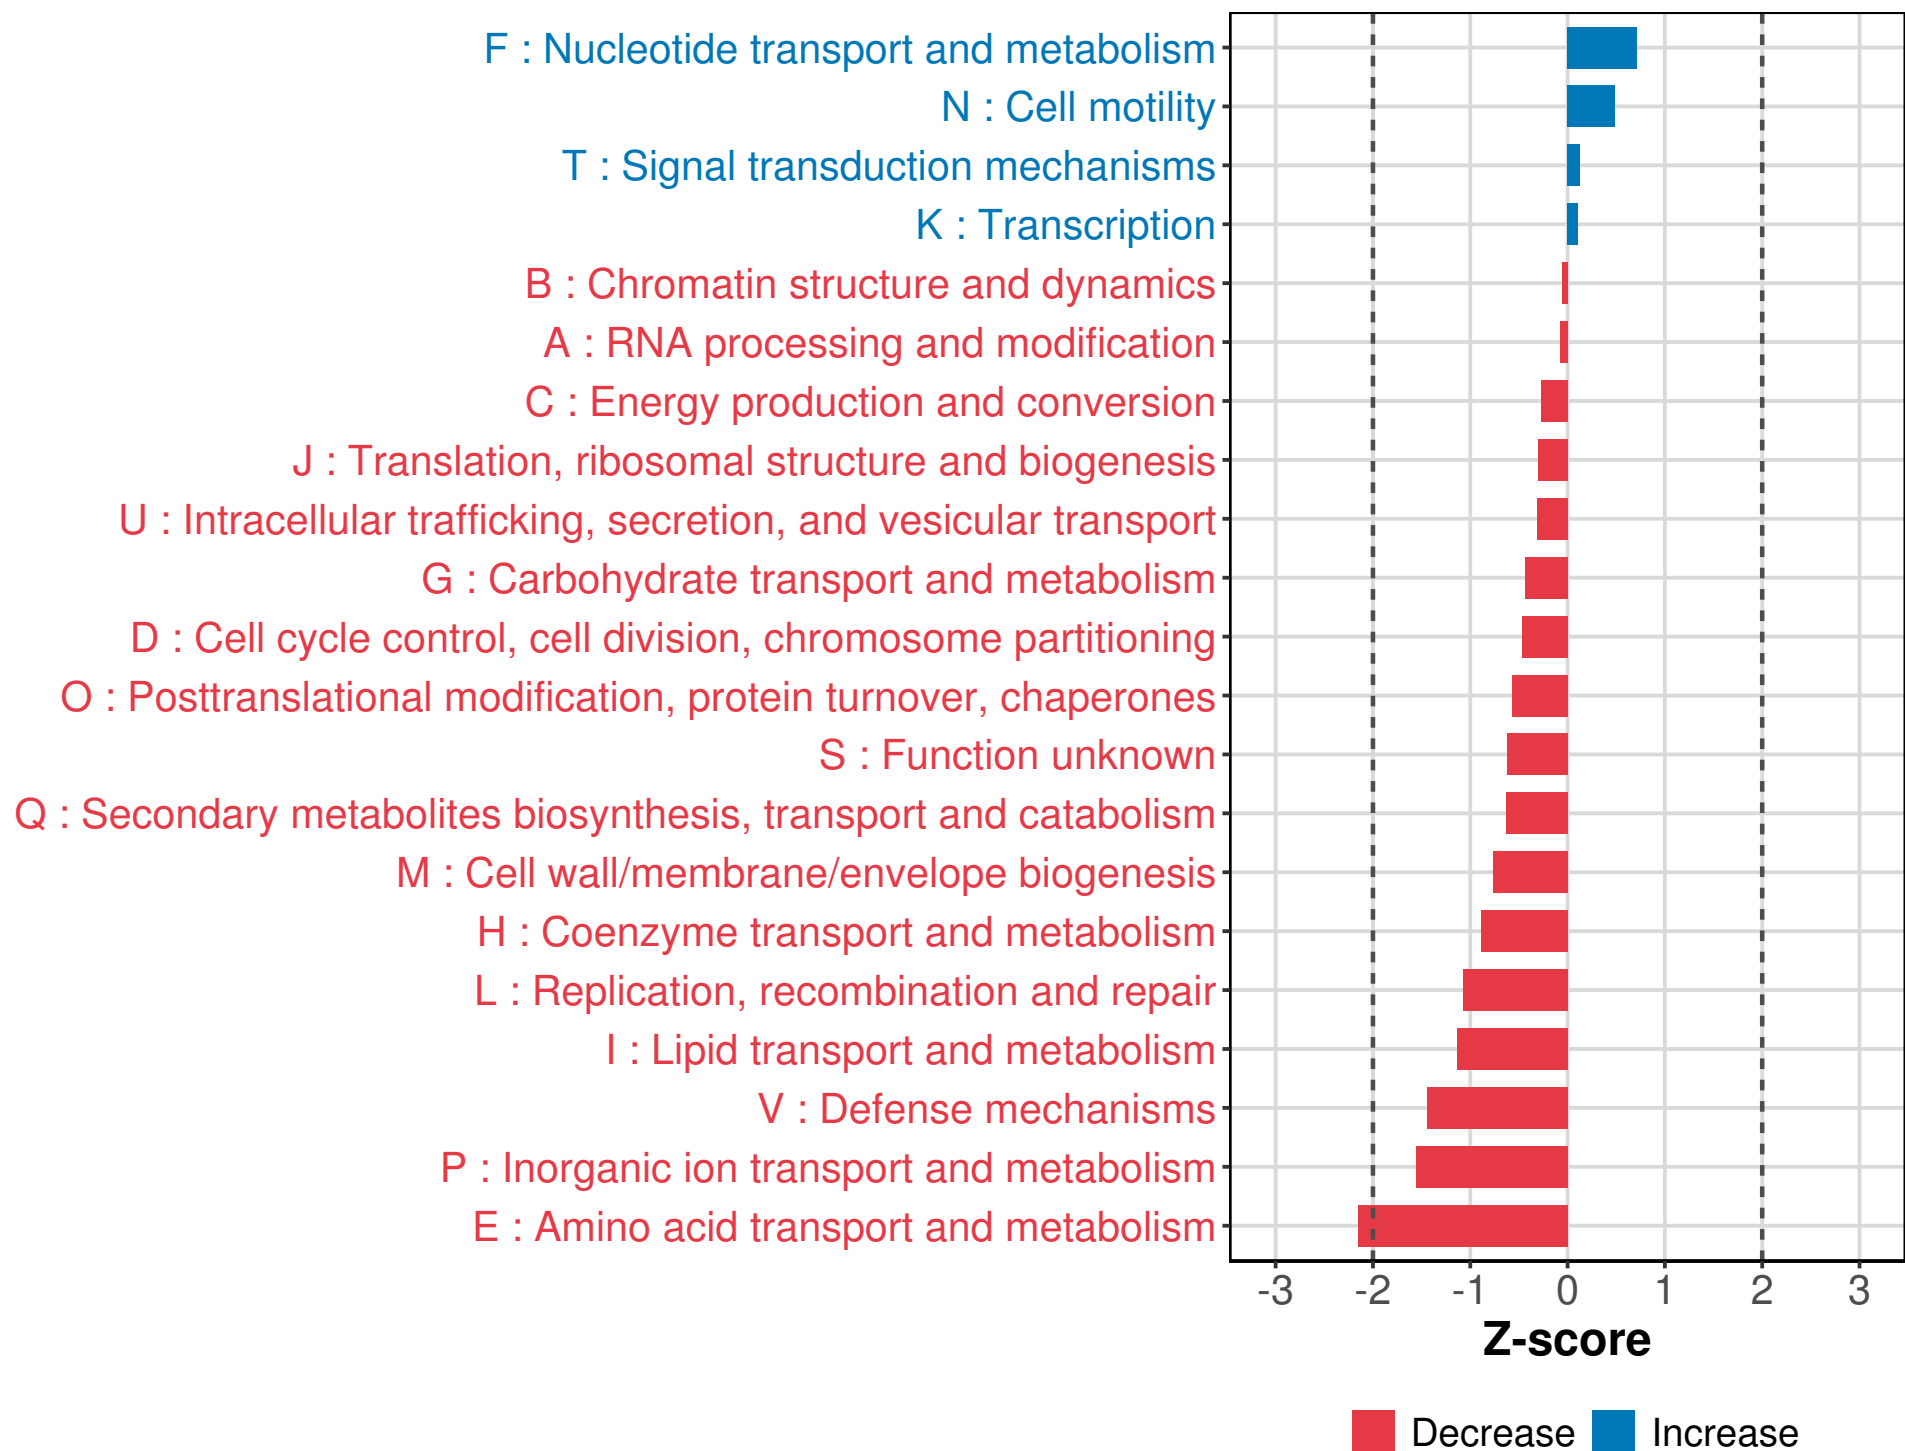 F : Nucleotide transport and metabolism
N : Cell motility
T : Signal transduction mechanisms
K : Transcription
B : Chromatin structure and dynamics
A : RNA processing and modification
C : Energy production and conversion
J : Translation, ribosomal structure and biogenesis
U : Intracellular trafficking, secretion, and vesicular transport
G : Carbohydrate transport and metabolism
D : Cell cycle control, cell division, chromosome partitioning
O : Posttranslational modification, protein turnover, chaperones
S : Function unknown
Q : Secondary metabolites biosynthesis, transport and catabolism
M : Cell wall/membrane/envelope biogenesis
H : Coenzyme transport and metabolism
L : Replication, recombination and repair
I : Lipid transport and metabolism
V : Defense mechanisms
P : Inorganic ion transport and metabolism
E : Amino acid transport and metabolism
-3 -2 -1 0 1 2 3
Z-score
Decrease Increase